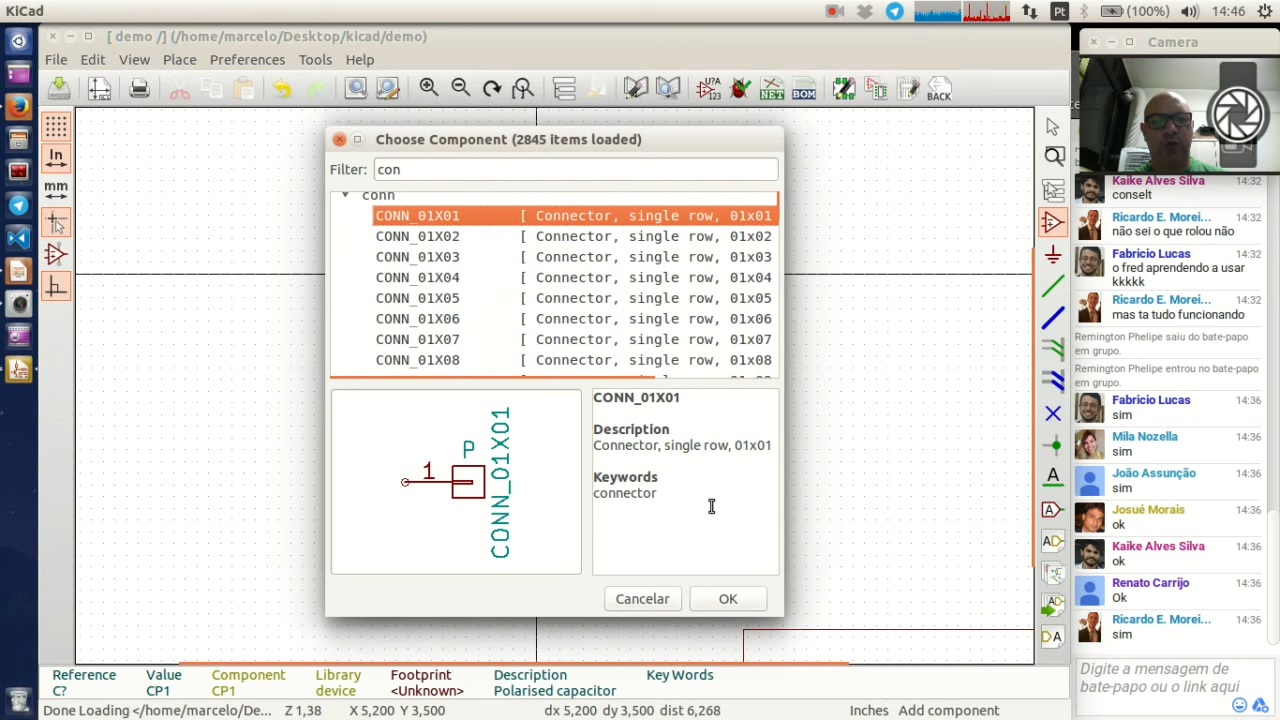 KiCad
Pt
(100%)
14:46
[ demo /] (/home/marcelo/Desktop/kicad/demo)
File Edit View Place Preferences Tools Help
NET
BOM
BACK
In
mm
Choose Component (2845 items loaded)
Filter: con
conn
CONN_01X01 [ Connector, single row, 01x01
CONN_01X02 [ Connector, single row, 01x02
CONN_01X03 [ Connector, single row, 01x03
CONN_01X04 [ Connector, single row, 01x04
CONN_01X05 [ Connector, single row, 01x05
CONN_01X06 [ Connector, single row, 01x06
CONN_01X07 [ Connector, single row, 01x07
CONN_01X08 [ Connector, single row, 01x08
P
1
CONN_01X01
CONN_01X01
Description
Connector, single row, 01x01
Keywords
connector
Cancelar
OK
Reference Value Component Library Footprint Description Key Words
C? CP1 CP1 device <Unknown> Polarised capacitor
Done Loading </home/marcelo/De... Z 1,38 X 5,200 Y 3,500 dx 5,200 dy 3,500 dist 6,268 Inches Add component
Camera
Kaike Alves Silva 14:32
conselt
Ricardo E. Morei... 14:32
não sei o que rolou não
Fabricio Lucas 14:32
o fred aprendendo a usar
kkkkk
Ricardo E. Morei... 14:32
mas ta tudo funcionando
Remington Phelipe saiu do bate-papo
em grupo.
Remington Phelipe entrou no bate-papo
em grupo.
Fabricio Lucas 14:36
sim
Mila Nozella 14:36
sim
João Assunção 14:36
sim
Josué Morais 14:36
ok
Kaike Alves Silva 14:36
ok
Renato Carrijo 14:36
Ok
Ricardo E. Morei... 14:36
sim
Digite a mensagem de
bate-papo ou o link aqui